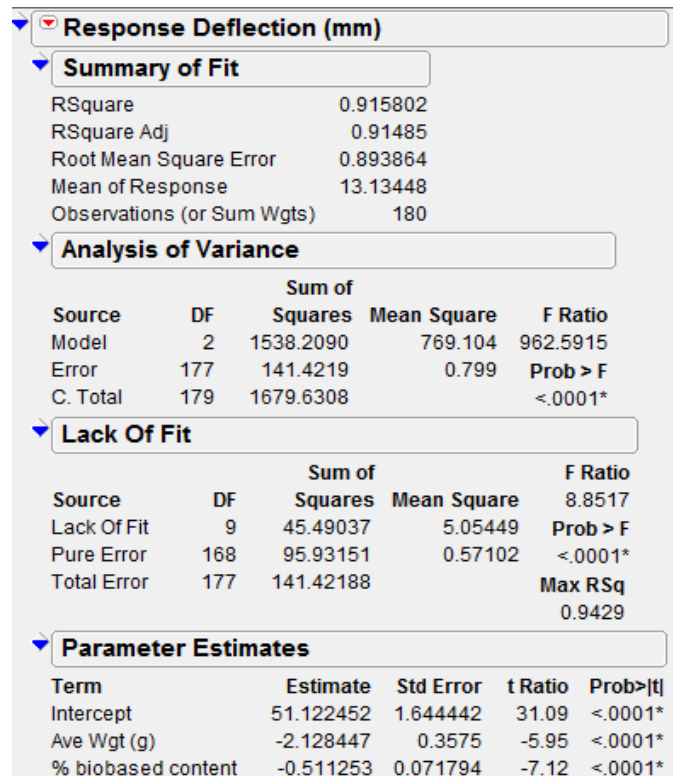 Response Deflection (mm)
Summary of Fit
RSquare 0.915802
RSquare Adj 0.91485
Root Mean Square Error 0.893864
Mean of Response 13.13448
Observations (or Sum Wgts) 180
Analysis of Variance
Sum of
Source DF Squares Mean Square F Ratio
Model 2 1538.2090 769.104 962.5915
Error 177 141.4219 0.799 Prob > F
C. Total 179 1679.6308 <.0001*
Lack Of Fit
Sum of F Ratio
Source DF Squares Mean Square 8.8517
Lack Of Fit 9 45.49037 5.05449 Prob > F
Pure Error 168 95.93151 0.57102 <.0001*
Total Error 177 141.42188 Max RSq
0.9429
Parameter Estimates
Term Estimate Std Error t Ratio Prob>|t|
Intercept 51.122452 1.644442 31.09 <.0001*
Ave Wgt (g) -2.128447 0.3575 -5.95 <.0001*
% biobased content -0.511253 0.071794 -7.12 <.0001*